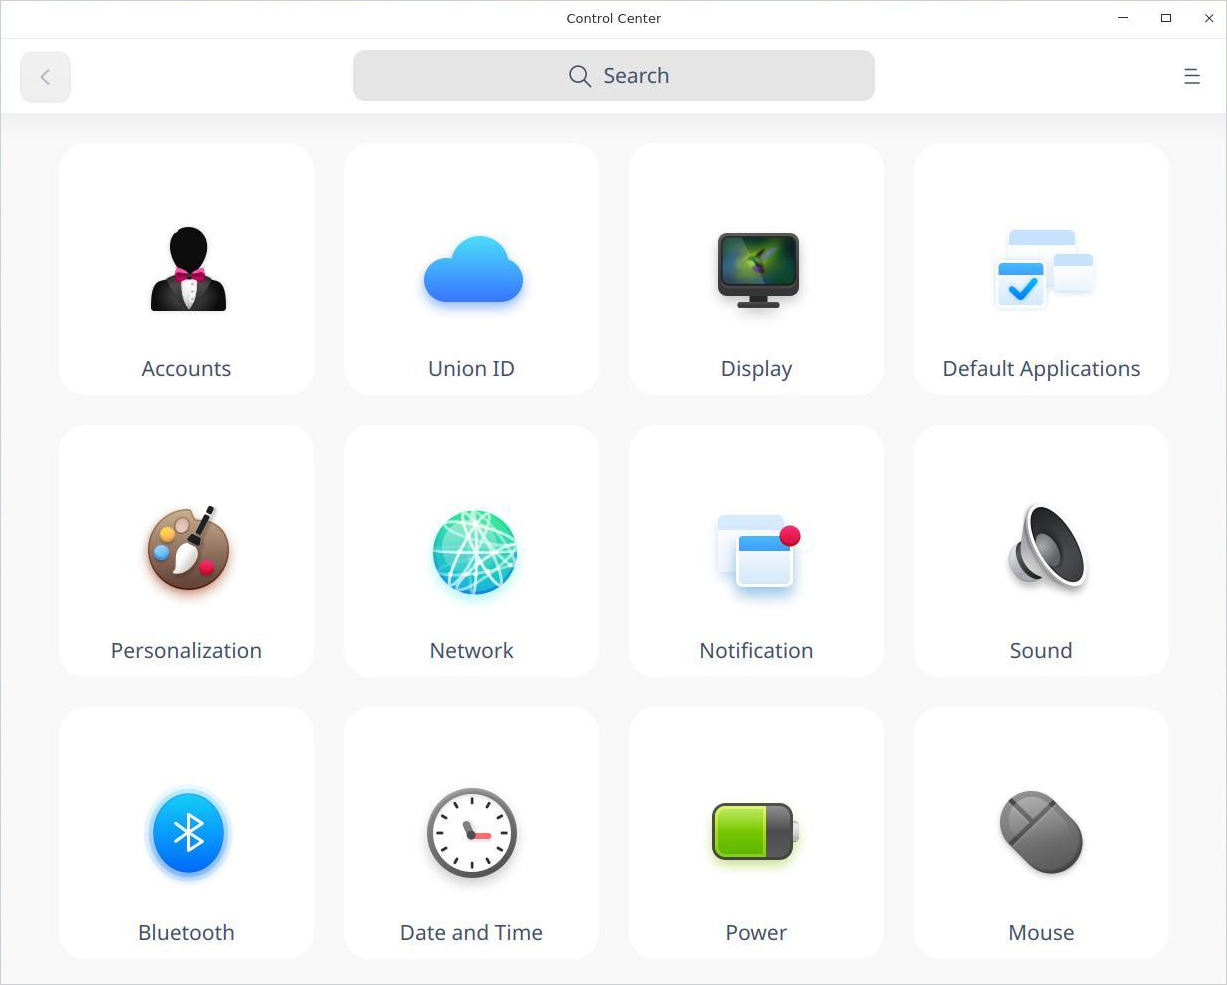 Control Center
Search
Accounts
Union ID
Display
Default Applications
Personalization
Network
Notification
Sound
Bluetooth
Date and Time
Power
Mouse